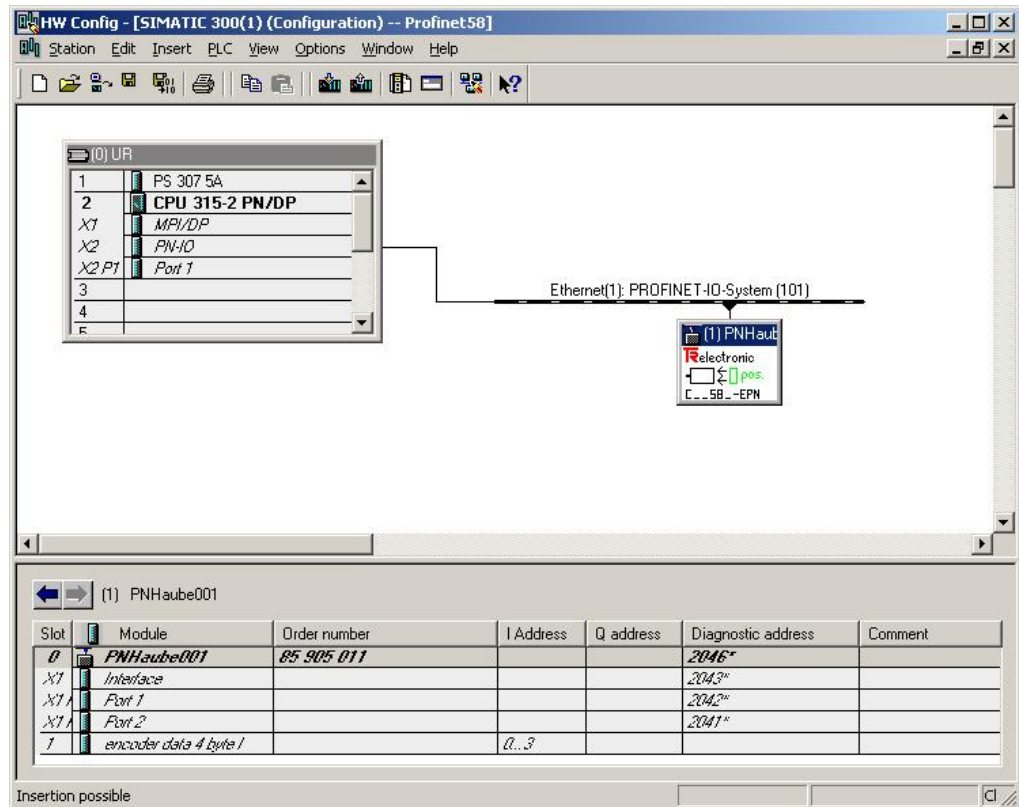 HW Config - [SIMATIC 300(1) (Configuration) -- Profinet58]
Station Edit Insert PLC View Options Window Help
(0) UR
1 PS 307 5A
2 CPU 315-2 PN/DP
X1 MPI/DP
X2 PN-IO
X2 P1 Port 1
3
4
5
Ethernet(1): PROFINET-IO-System (101)
(1) PNHaub
TRelectronic
pos.
C__58_-EPN
(1) PNHaube001
Slot Module Order number I Address Q address Diagnostic address Comment
0 PNHaube001 85 905 011 2046*
X1 Interface 2043*
X1 Port 1 2042*
X1 Port 2 2041*
1 encoder data 4 byte I 0..3
Insertion possible